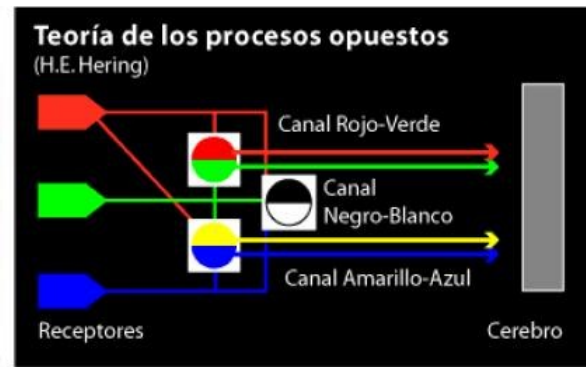 Teoría de los procesos opuestos
(H.E. Hering)
Canal Rojo-Verde
Canal
Negro-Blanco
Canal Amarillo-Azul
Receptores
Cerebro